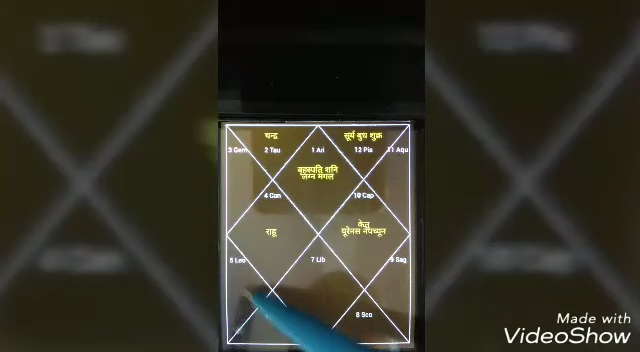 चन्द्र
सूर्य बुध शुक्र
3 Gem
2 Tau
1 Ari
12 Pis
11 Aqu
बृहस्पति शनि
लग्न मंगल
4 Can
10 Cap
राहू
केतु
यूरेनस नेपच्यून
5 Leo
7 Lib
9 Sag
8 Sco
Made with
VideoShow